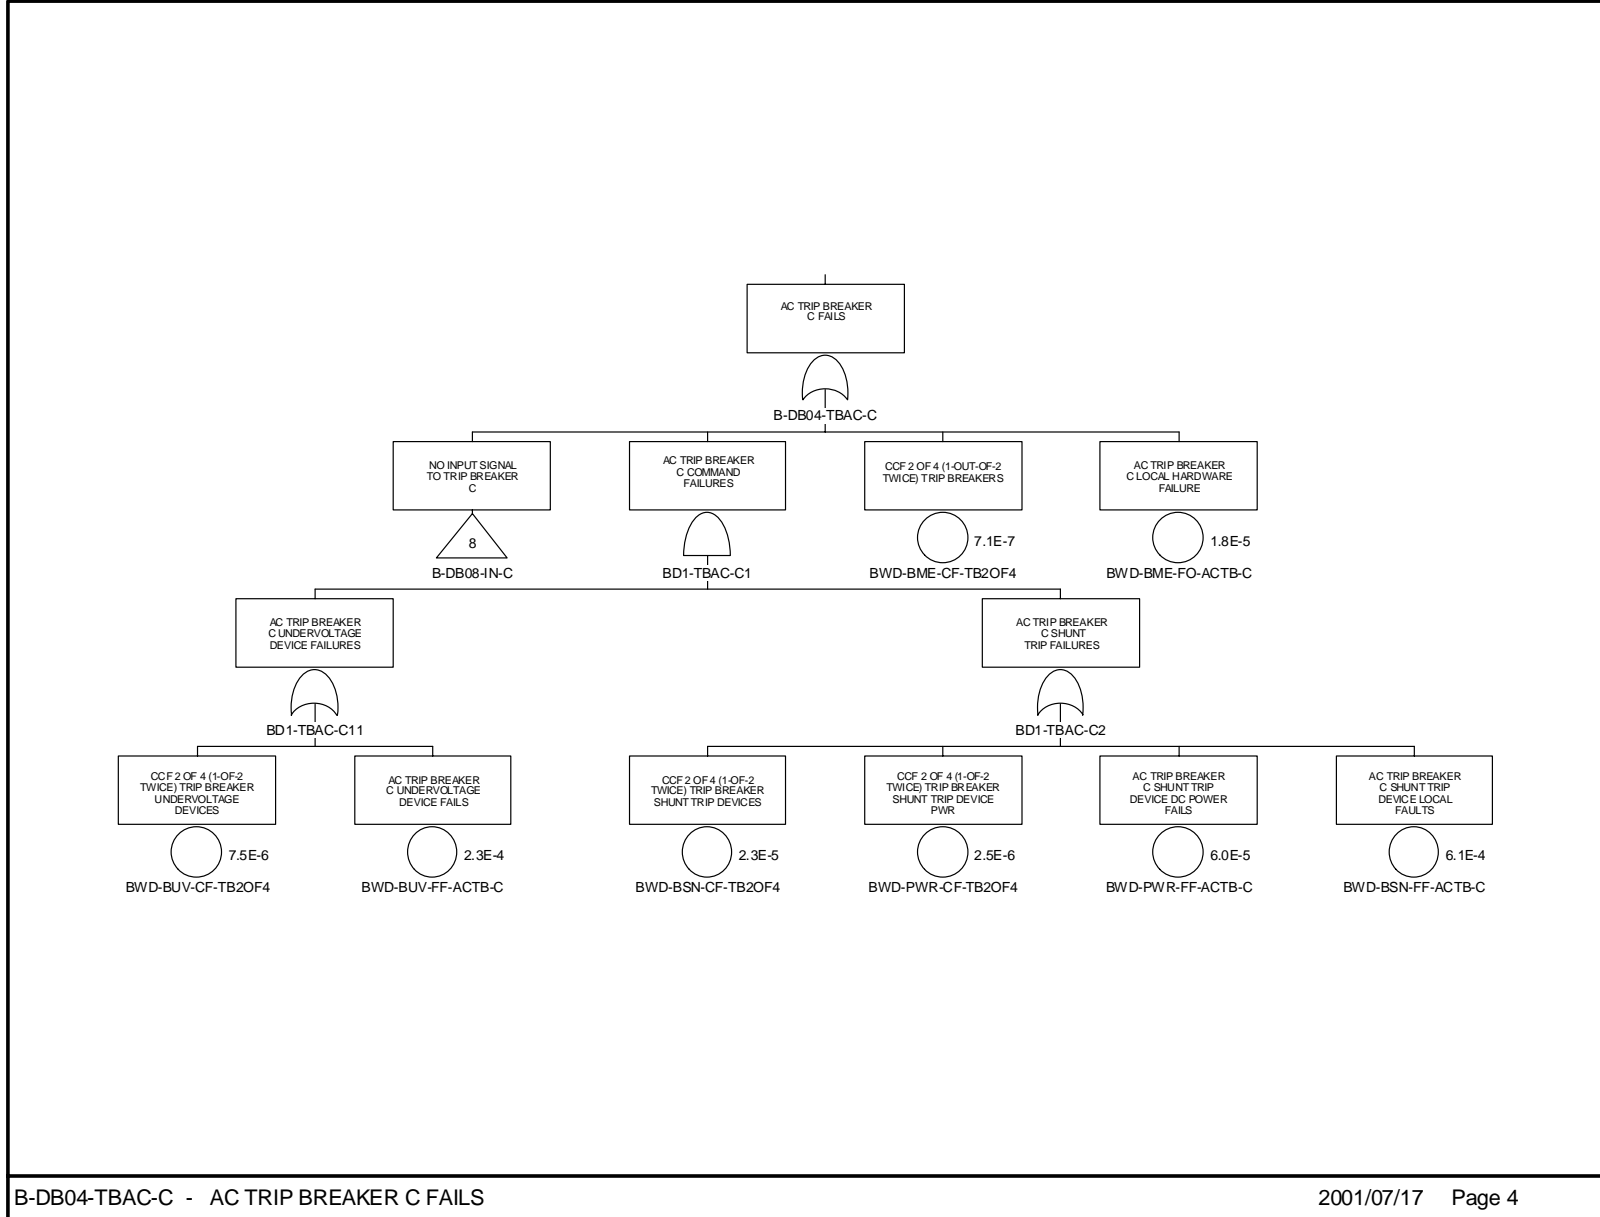 AC TRIP BREAKER
C FAILS
B-DB04-TBAC-C
NO INPUT SIGNAL
TO TRIP BREAKER
C
8
B-DB08-IN-C
AC TRIP BREAKER
C COMMAND
FAILURES
BD1-TBAC-C1
CCF 2 OF 4 (1-OUT-OF-2
TWICE) TRIP BREAKERS
7.1E-7
BWD-BME-CF-TB2OF4
AC TRIP BREAKER
C LOCAL HARDWARE
FAILURE
1.8E-5
BWD-BME-FO-ACTB-C
AC TRIP BREAKER
C UNDERVOLTAGE
DEVICE FAILURES
BD1-TBAC-C11
AC TRIP BREAKER
C SHUNT
TRIP FAILURES
BD1-TBAC-C2
CCF 2 OF 4 (1-OF-2
TWICE) TRIP BREAKER
UNDERVOLTAGE
DEVICES
7.5E-6
BWD-BUV-CF-TB2OF4
AC TRIP BREAKER
C UNDERVOLTAGE
DEVICE FAILS
2.3E-4
BWD-BUV-FF-ACTB-C
CCF 2 OF 4 (1-OF-2
TWICE) TRIP BREAKER
SHUNT TRIP DEVICES
2.3E-5
BWD-BSN-CF-TB2OF4
CCF 2 OF 4 (1-OF-2
TWICE) TRIP BREAKER
SHUNT TRIP DEVICE
PWR
2.5E-6
BWD-PWR-CF-TB2OF4
AC TRIP BREAKER
C SHUNT TRIP
DEVICE DC POWER
FAILS
6.0E-5
BWD-PWR-FF-ACTB-C
AC TRIP BREAKER
C SHUNT TRIP
DEVICE LOCAL
FAULTS
6.1E-4
BWD-BSN-FF-ACTB-C
B-DB04-TBAC-C - AC TRIP BREAKER C FAILS
2001/07/17 Page 4